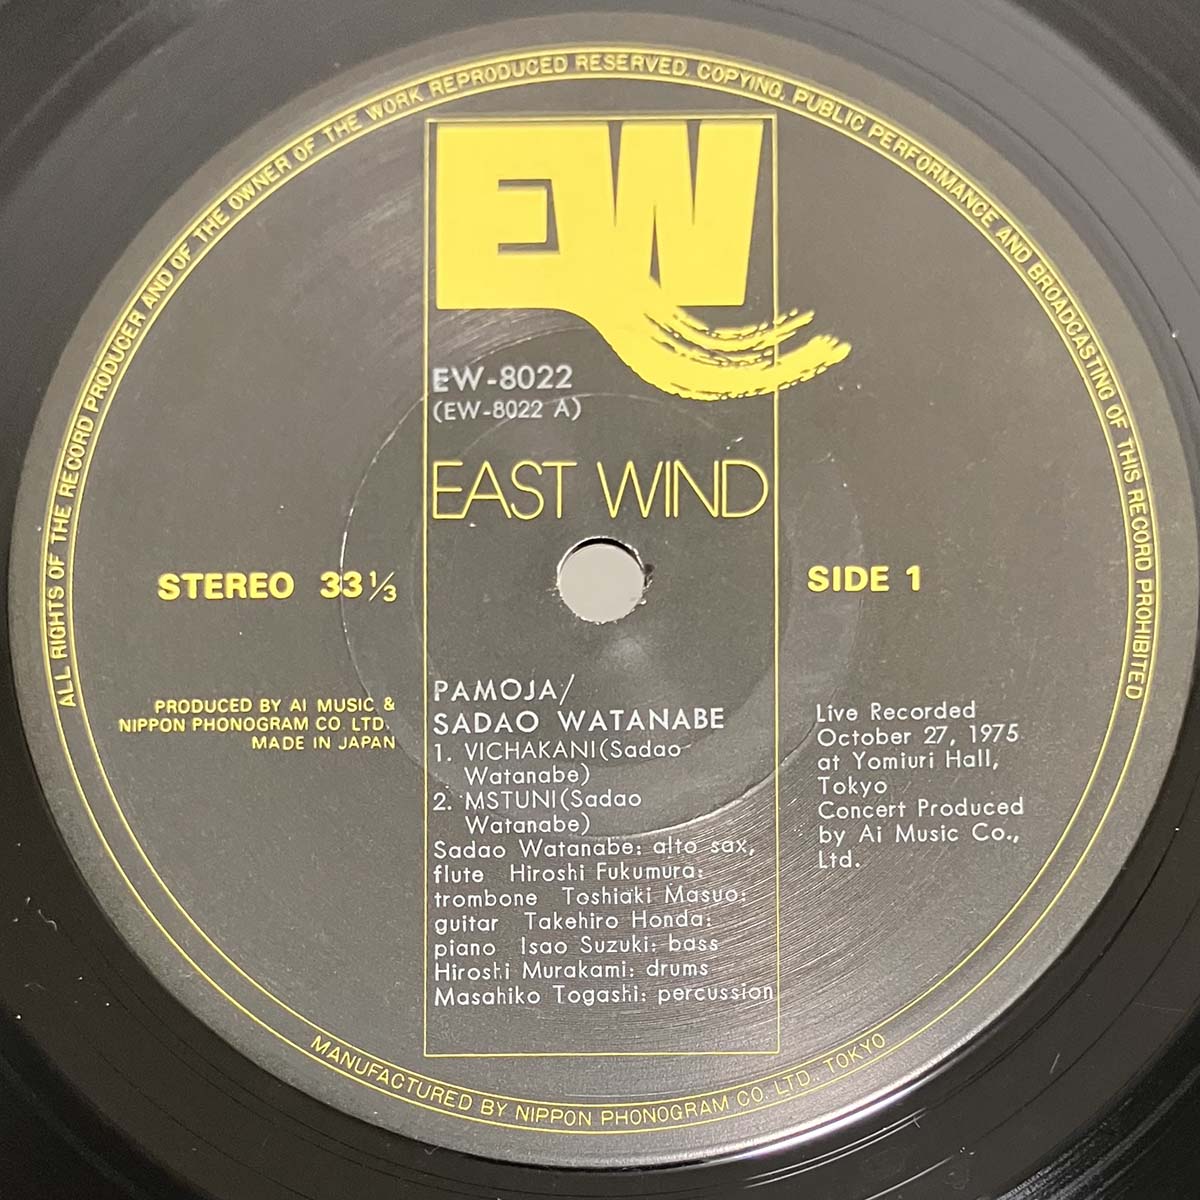 ALL RIGHTS OF THE RECORD PRODUCER AND OF THE OWNER OF THE WORK REPRODUCED RESERVED. COPYING, PUBLIC PERFORMANCE AND BROADCASTING OF THIS RECORD PROHIBITED
EW
EW-8022
(EW-8022 A)
EAST WIND
STEREO 33 1/3
SIDE 1
PRODUCED BY AI MUSIC &
NIPPON PHONOGRAM CO. LTD.
MADE IN JAPAN
PAMOJA/
SADAO WATANABE
1. VICHAKANI(Sadao
Watanabe)
2. MSTUNI(Sadao
Watanabe)
Sadao Watanabe: alto sax,
flute Hiroshi Fukumura:
trombone Toshiaki Masuo:
guitar Takehiro Honda:
piano Isao Suzuki: bass
Hiroshi Murakami: drums
Masahiko Togashi: percussion
Live Recorded
October 27, 1975
at Yomiuri Hall,
Tokyo
Concert Produced
by Ai Music Co.,
Ltd.
MANUFACTURED BY NIPPON PHONOGRAM CO. LTD., TOKYO